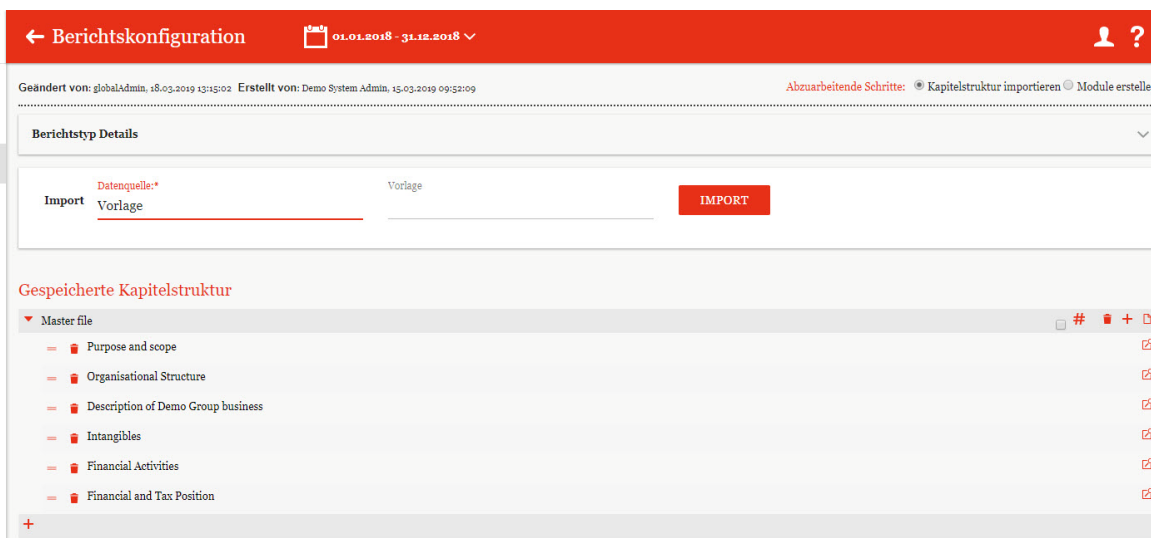 Berichtskonfiguration
01.01.2018 - 31.12.2018
?
Geändert von: globalAdmin, 18.03.2019 13:15:02 Erstellt von: Demo System Admin, 15.03.2019 09:52:09
Abzuarbeitende Schritte: Kapitelstruktur importieren Module erstelle
Berichtstyp Details
Import
Datenquelle:*
Vorlage
Vorlage
IMPORT
Gespeicherte Kapitelstruktur
Master file
#
+
Purpose and scope
Organisational Structure
Description of Demo Group business
Intangibles
Financial Activities
Financial and Tax Position
+